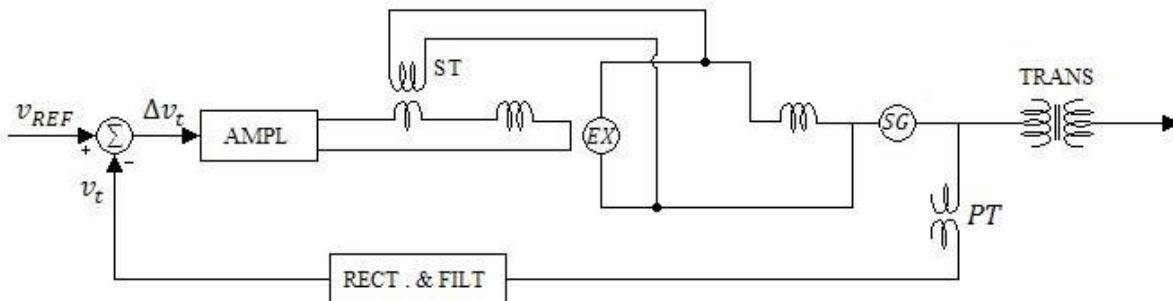 ST
TRANS
v_REF
Δv_t
AMPL
Σ
+
−
EX
SG
v_t
PT
RECT . & FILT